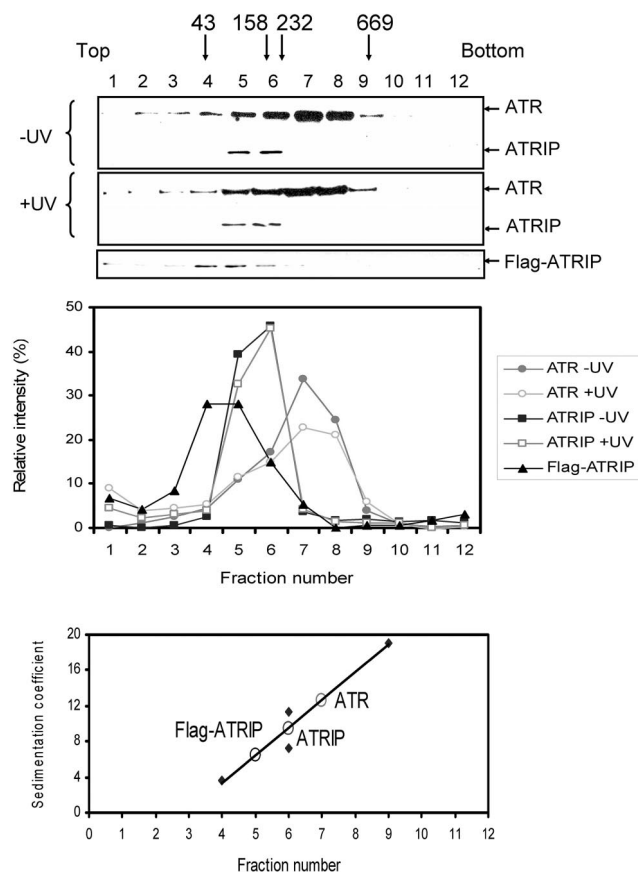 43 158 232 669
Top Bottom
1 2 3 4 5 6 7 8 9 10 11 12
-UV
ATR
ATRIP
+UV
ATR
ATRIP
Flag-ATRIP
50
40
30
20
10
0
Relative intensity (%)
1 2 3 4 5 6 7 8 9 10 11 12
Fraction number
ATR -UV
ATR +UV
ATRIP -UV
ATRIP +UV
Flag-ATRIP
20
16
12
8
4
0
Sedimentation coefficient
Flag-ATRIP
ATRIP
ATR
0 1 2 3 4 5 6 7 8 9 10 11 12
Fraction number